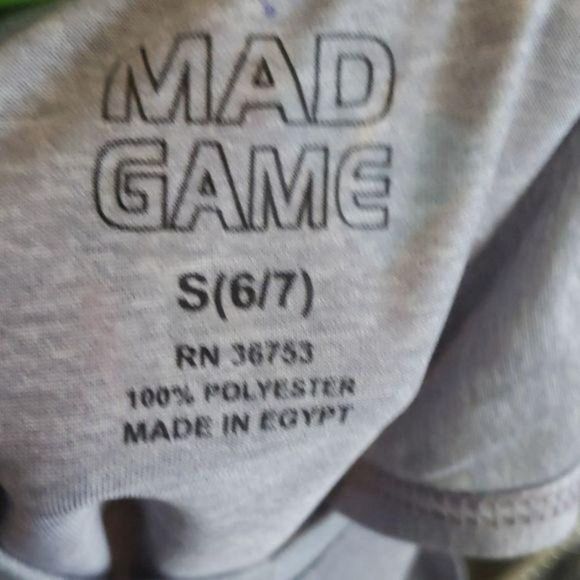 MAD
GAME
S(6/7)
RN 36753
100% POLYESTER
MADE IN EGYPT